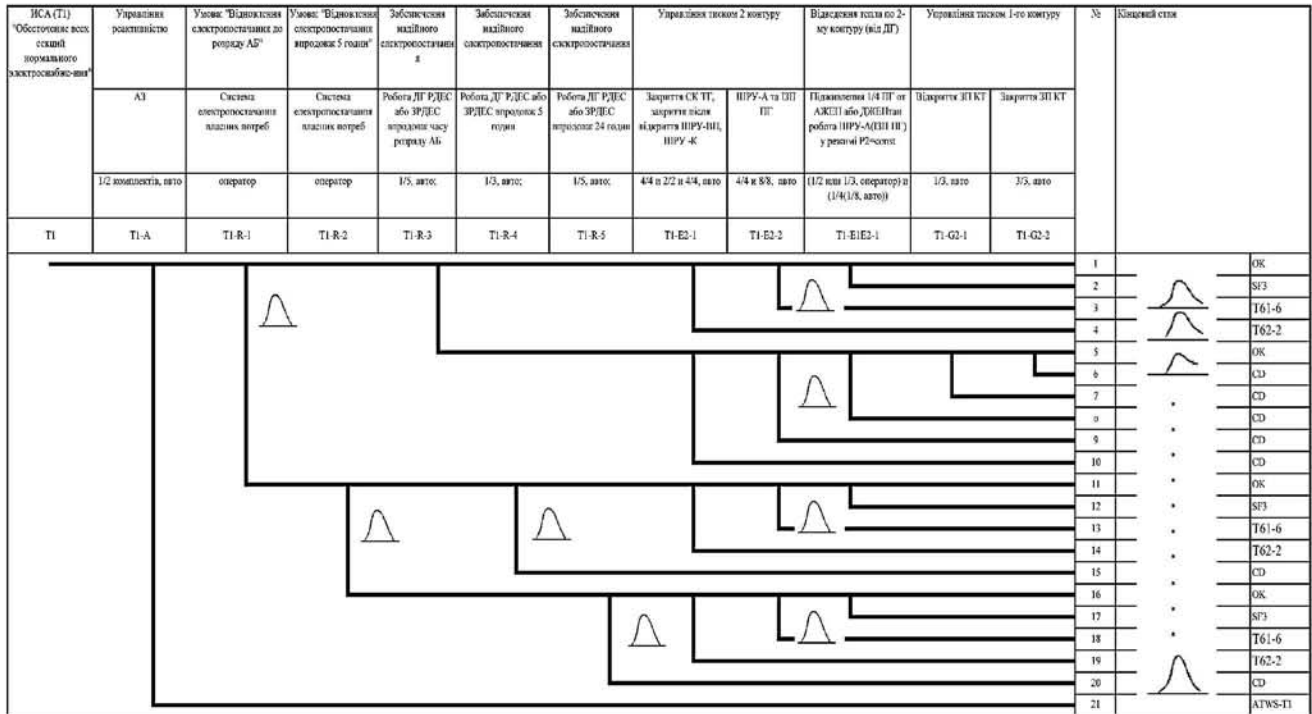 ИСА (T1)
"Обесточение всех
секций
нормального
электроснабже-ния"
Управління
реактивністю
Умова: "Відновлення
електропостачання до
розряду АБ"
Умова: "Відновлення
електропостачання
впродовж 5 годин"
Забезпечення
надійного
електропостачанн
я
Забезпечення
надійного
електропостачання
Забезпечення
надійного
електропостачання
Управління тиском 2 контуру
Відведення тепла по 2-
му контуру (від ДГ)
Управління тиском 1-го контуру
№
Кінцевий стан
АЗ
Система
електропостачання
власних потреб
Система
електропостачання
власних потреб
Робота ДГ РДЕС
або ЗРДЕС
впродовж часу
розряду АБ
Робота ДГ РДЕС або
ЗРДЕС впродовж 5
годин
Робота ДГ РДЕС
або ЗРДЕС
впродовж 24 годин
Закриття СК ТГ,
закриття після
відкриття ШРУ-ВП,
ШРУ -К
ШРУ-А та ІЗП
ПГ
Підживлення 1/4 ПГ от
АЖЕП або ДЖЕПтан
робота ШРУ-А(ІЗП ПГ)
у режимі P2=const
Відкриття ЗП КТ
Закриття ЗП КТ
1/2 комплектів, авто
оператор
оператор
1/5, авто;
1/3, авто;
1/5, авто;
4/4 и 2/2 и 4/4, авто
4/4 и 8/8, авто
(1/2 или 1/3, оператор) и
(1/4(1/8, авто))
1/3, авто
3/3, авто
T1
T1-A
T1-R-1
T1-R-2
T1-R-3
T1-R-4
T1-R-5
T1-E2-1
T1-E2-2
T1-E1E2-1
T1-G2-1
T1-G2-2
1 OK
2 SF3
3 T61-6
4 T62-2
5 OK
6 CD
7 CD
8 CD
9 CD
10 CD
11 OK
12 SF3
13 T61-6
14 T62-2
15 CD
16 OK
17 SF3
18 T61-6
19 T62-2
20 CD
21 ATWS-T1